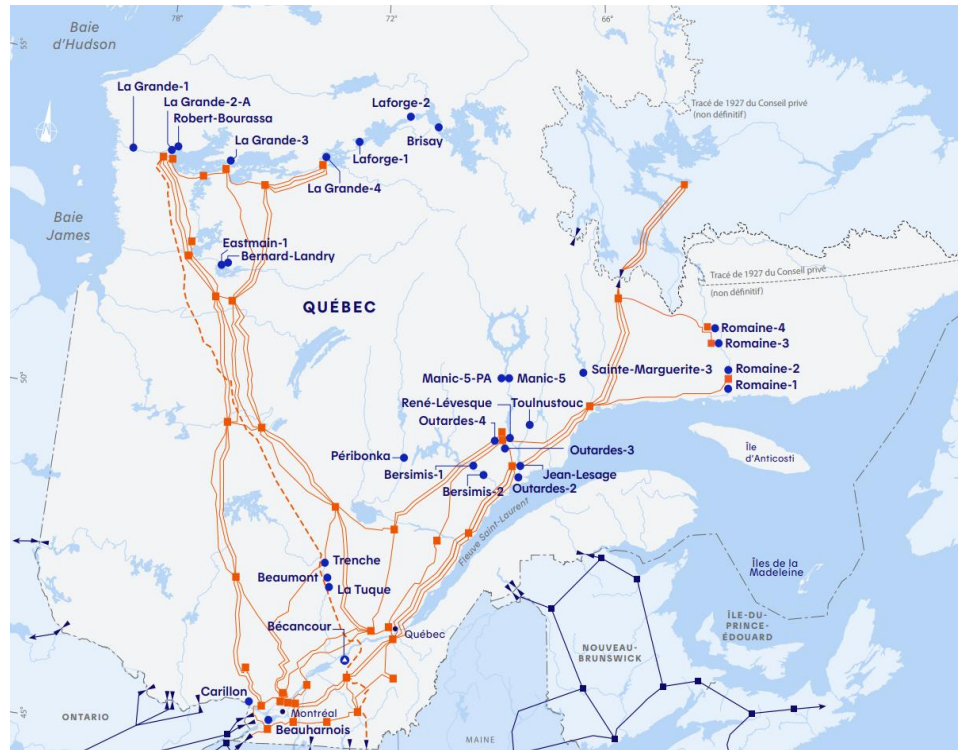 78°
72°
66°
Baie
d'Hudson
55°
La Grande-1
La Grande-2-A
Robert-Bourassa
La Grande-3
Laforge-2
Brisay
Laforge-1
La Grande-4
Tracé de 1927 du Conseil privé
(non définitif)
Baie
James
Eastmain-1
Bernard-Landry
QUÉBEC
Tracé de 1927 du Conseil privé
(non définitif)
Romaine-4
Romaine-3
50°
Manic-5-PA
Manic-5
Sainte-Marguerite-3
Romaine-2
Romaine-1
René-Lévesque
Toulnustouc
Outardes-4
Péribonka
Outardes-3
Île
d'Anticosti
Bersimis-1
Jean-Lesage
Bersimis-2
Outardes-2
Fleuve Saint-Laurent
Trenche
Beaumont
La Tuque
Îles de la
Madeleine
Bécancour
Québec
ÎLE-DU-
PRINCE-
ÉDOUARD
NOUVEAU-
BRUNSWICK
Carillon
45°
ONTARIO
Montréal
Beauharnois
MAINE